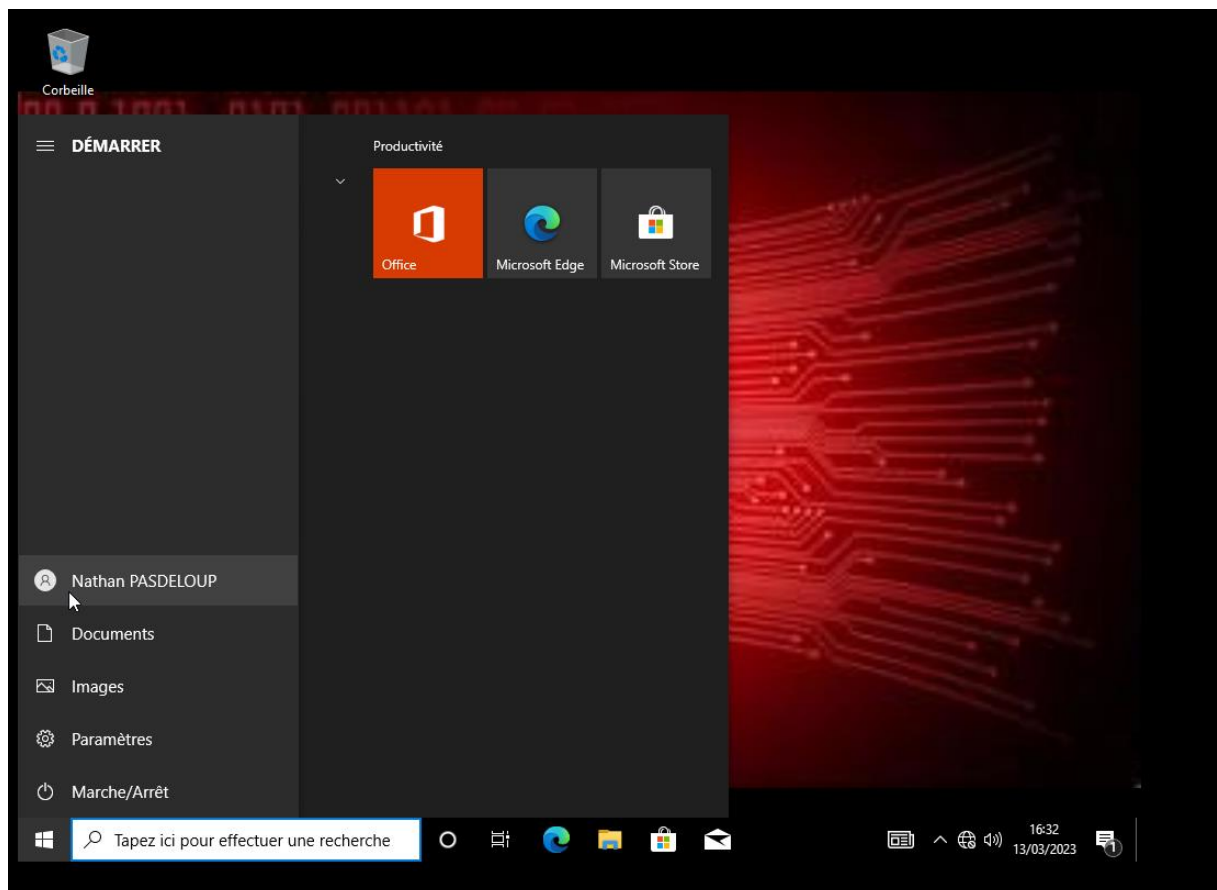 Corbeille
DÉMARRER
Productivité
Office
Microsoft Edge
Microsoft Store
Nathan PASDELOUP
Documents
Images
Paramètres
Marche/Arrêt
Tapez ici pour effectuer une recherche
16:32
13/03/2023
1